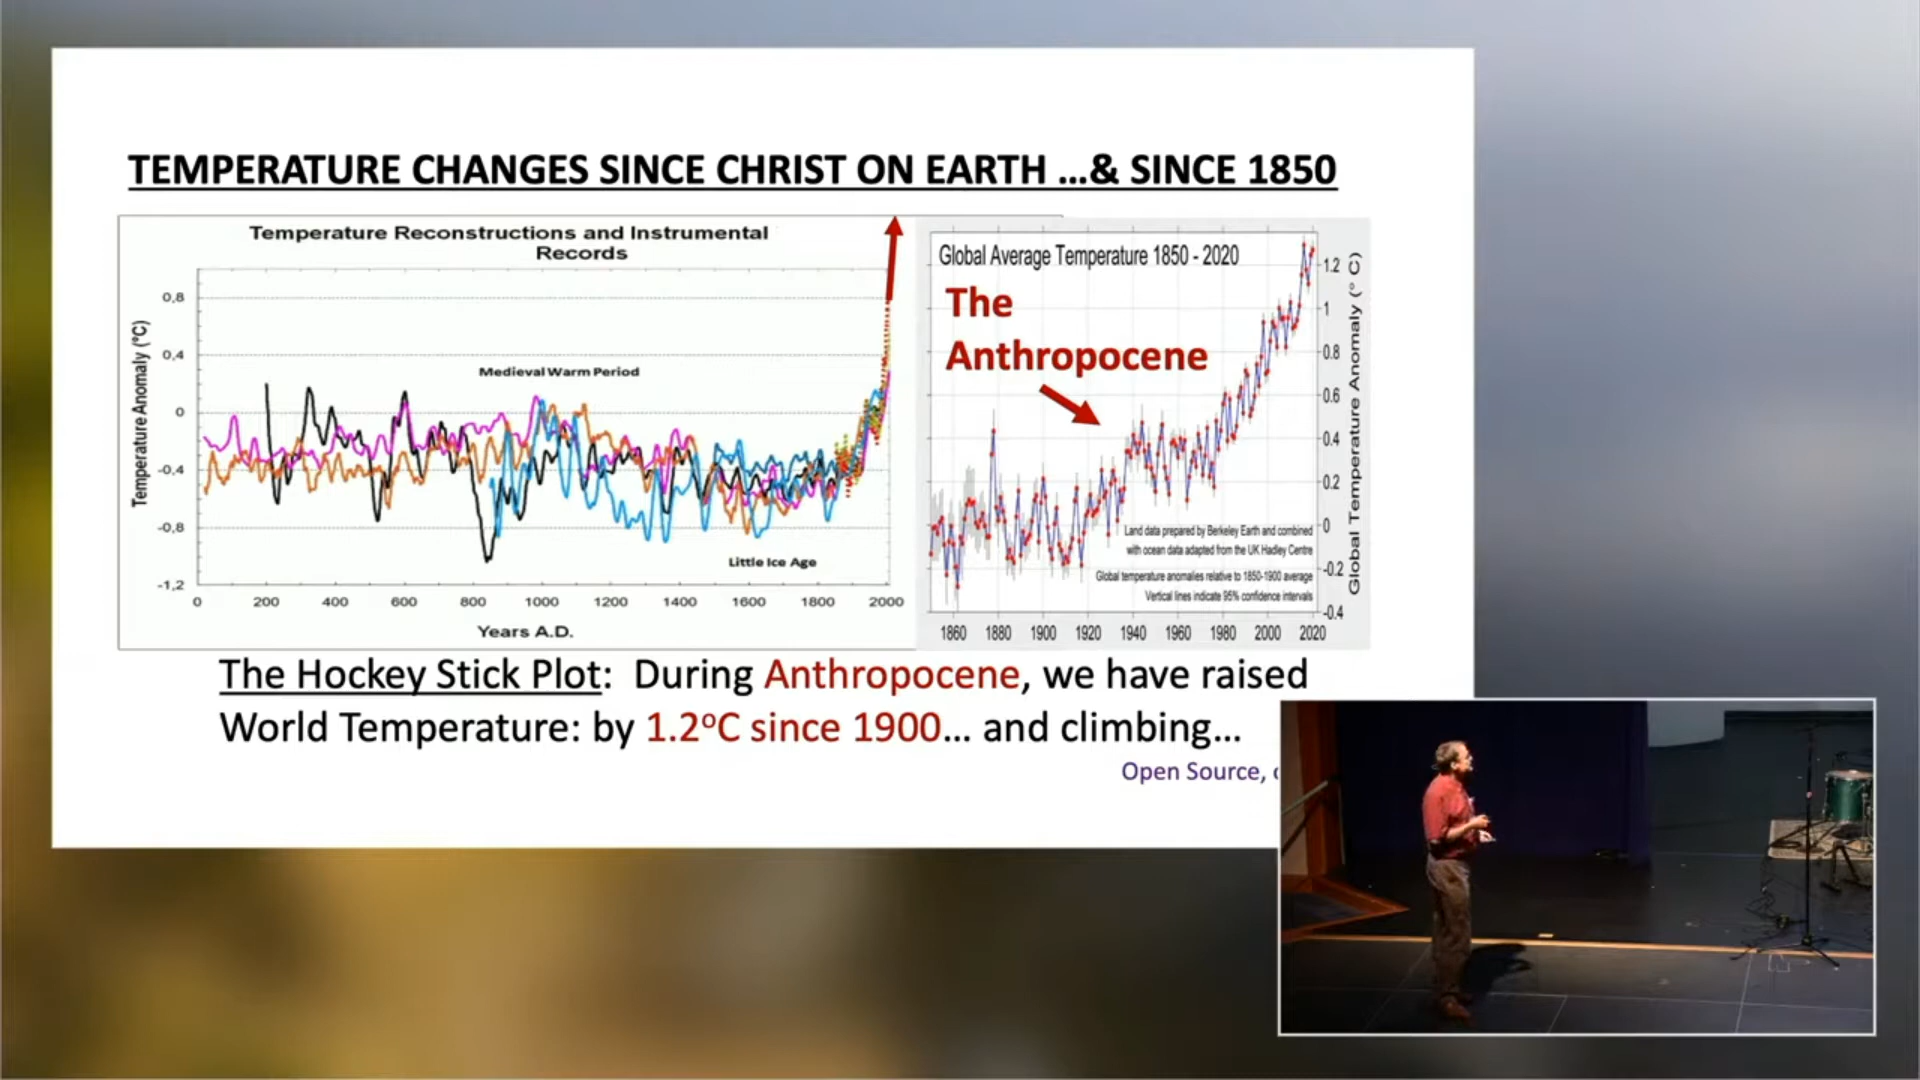 TEMPERATURE CHANGES SINCE CHRIST ON EARTH ...& SINCE 1850
Temperature Reconstructions and Instrumental
Records
Temperature Anomaly (ºC)
0,8
0,4
0
-0,4
-0,8
-1,2
Medieval Warm Period
Little Ice Age
0 200 400 600 800 1000 1200 1400 1600 1800 2000
Years A.D.
Global Average Temperature 1850 - 2020
The
Anthropocene
Land data prepared by Berkeley Earth and combined
with ocean data adapted from the UK Hadley Centre
Global temperature anomalies relative to 1850-1900 average
Vertical lines indicate 95% confidence intervals
1.2
1
0.8
0.6
0.4
0.2
0
-0.2
-0.4
Global Temperature Anomaly (° C)
1860 1880 1900 1920 1940 1960 1980 2000 2020
The Hockey Stick Plot: During Anthropocene, we have raised
World Temperature: by 1.2ºC since 1900... and climbing...
Open Source,